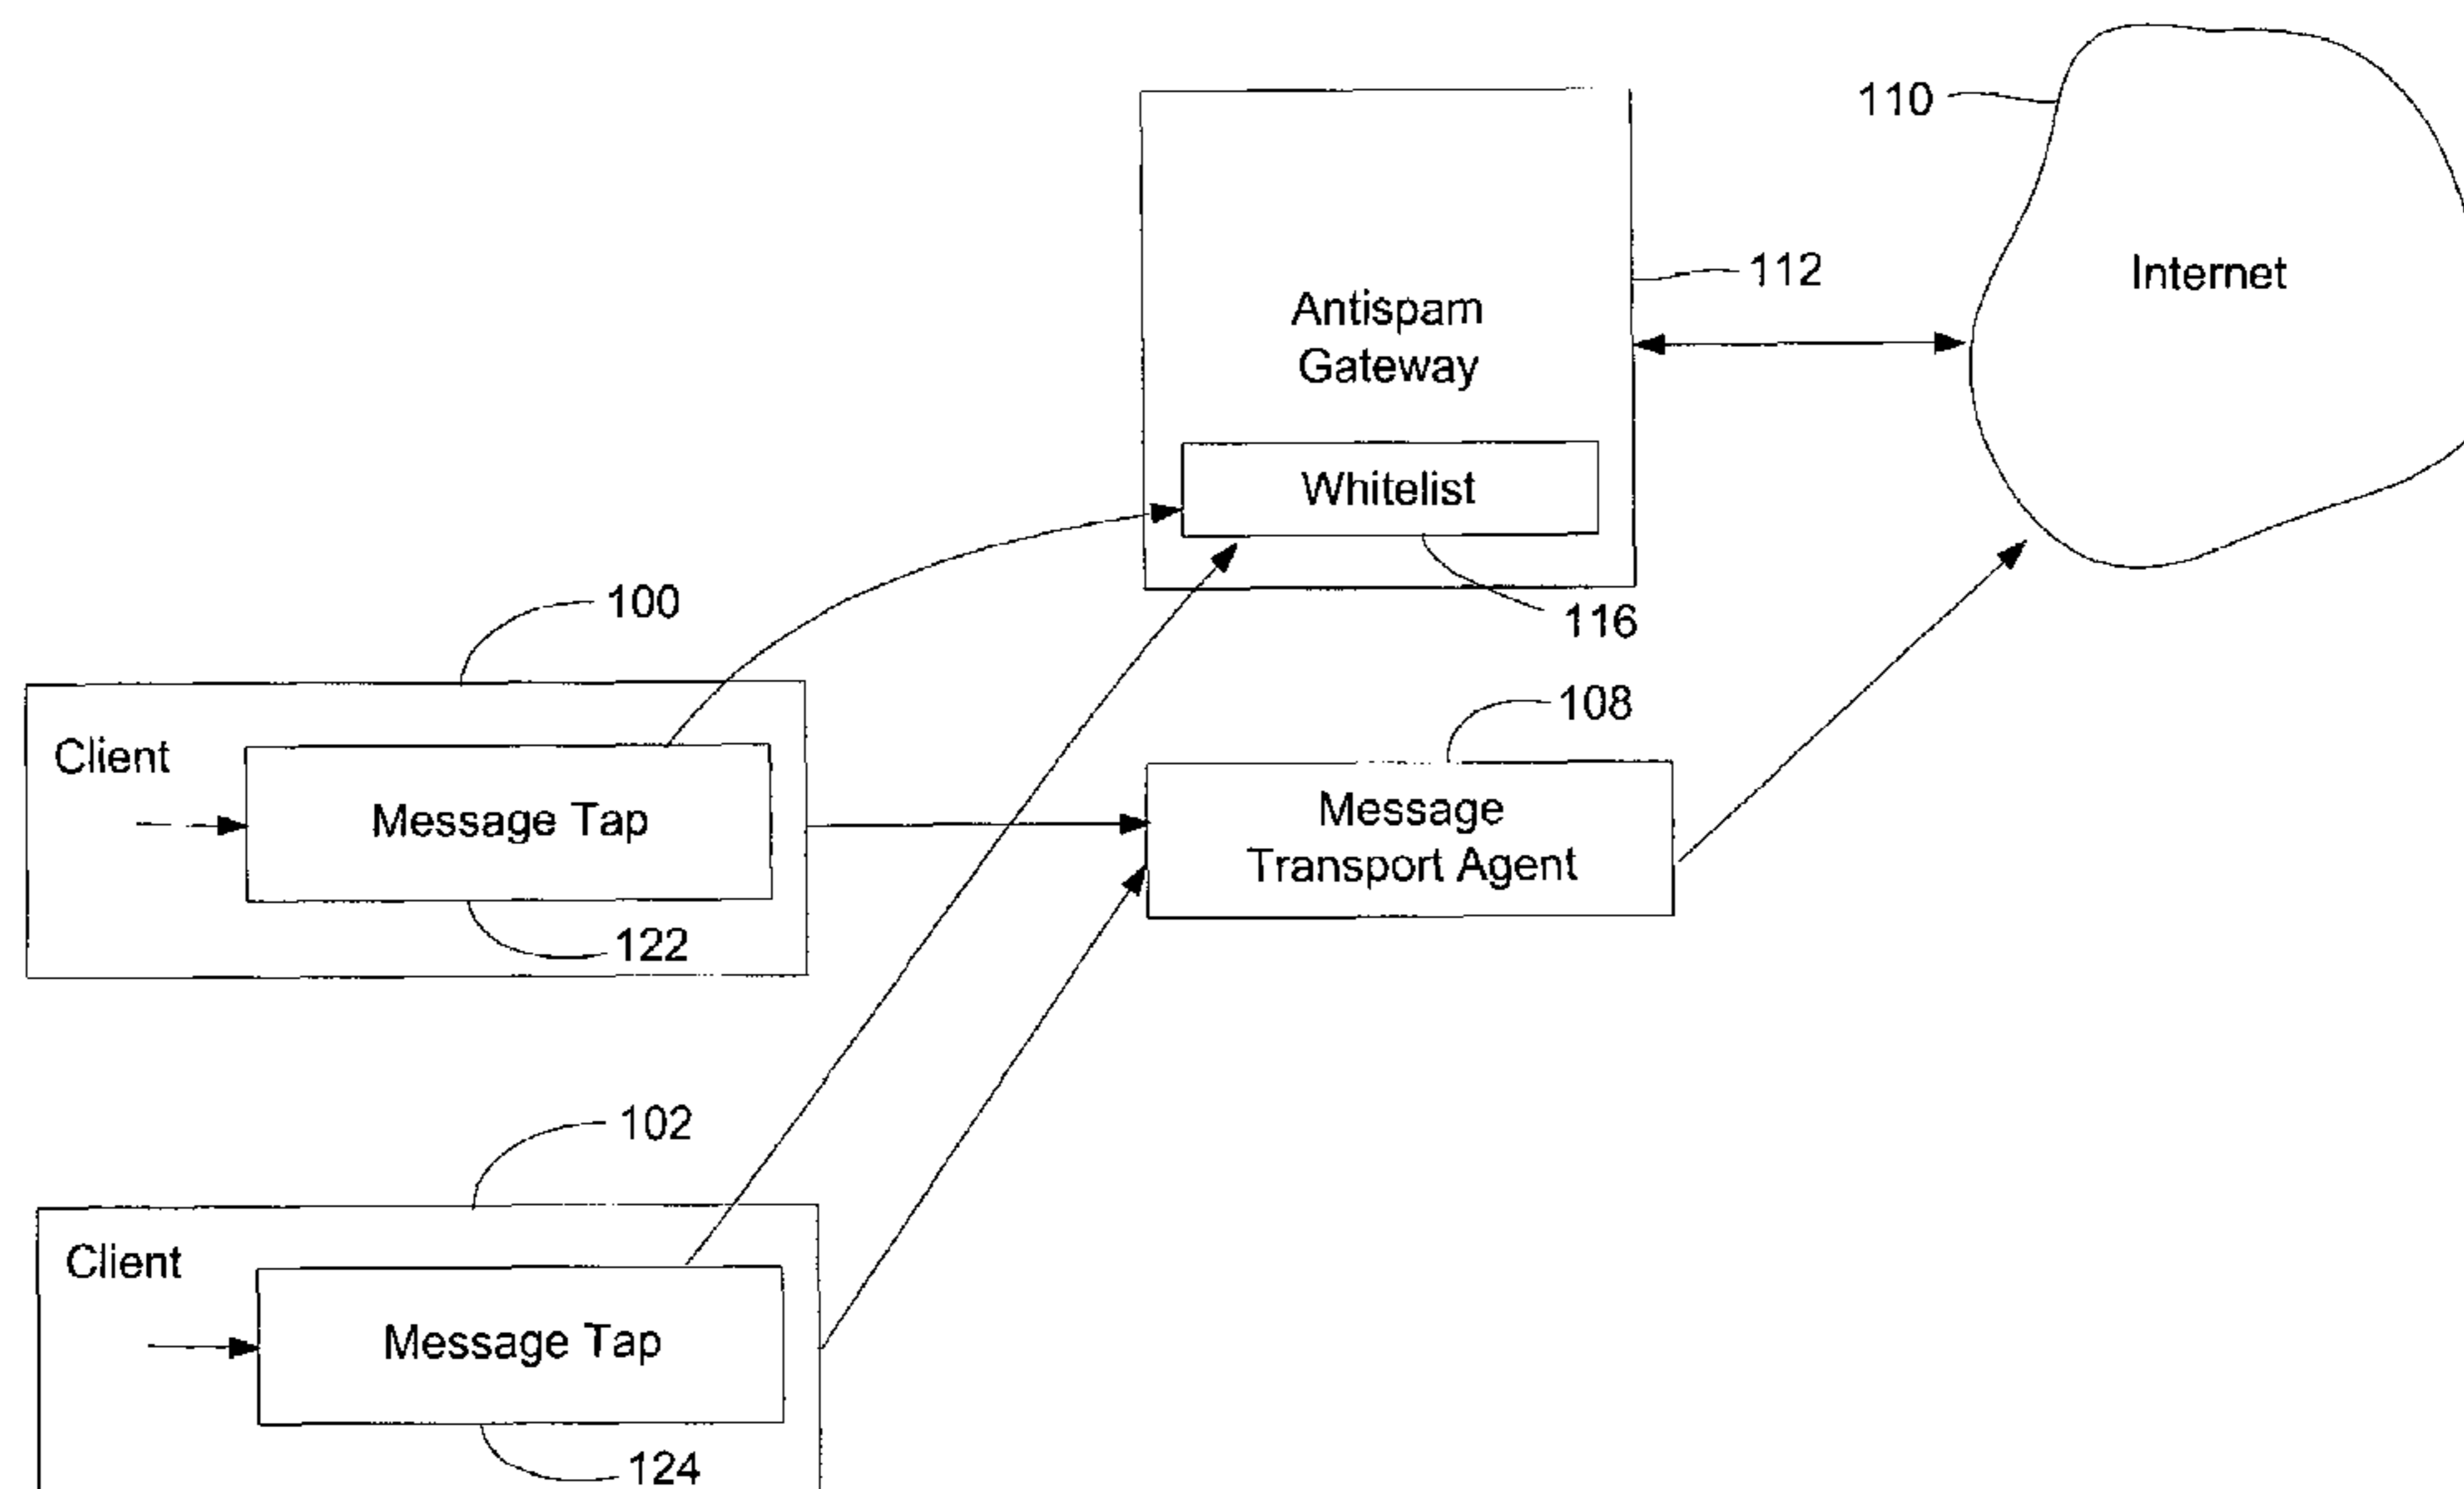 110
Internet
112
Antispam
Gateway
Whitelist
116
100
Client
Message Tap
122
108
Message
Transport Agent
102
Client
Message Tap
124